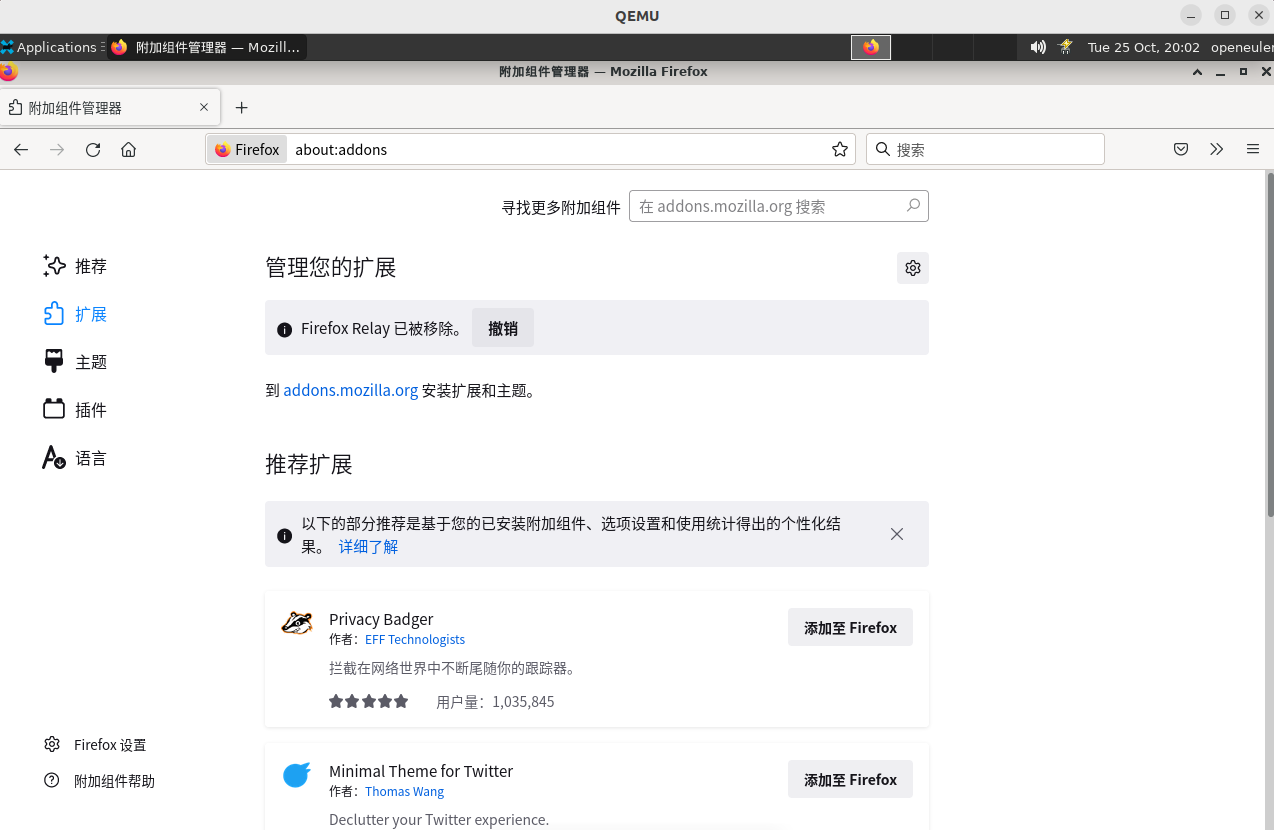 QEMU
Applications
附加组件管理器 — Mozill...
Tue 25 Oct, 20:02
openeuler
附加组件管理器 — Mozilla Firefox
附加组件管理器
Firefox
about:addons
搜索
寻找更多附加组件
在 addons.mozilla.org 搜索
推荐
扩展
主题
插件
语言
管理您的扩展
Firefox Relay 已被移除。
撤销
到 addons.mozilla.org 安装扩展和主题。
推荐扩展
以下的部分推荐是基于您的已安装附加组件、选项设置和使用统计得出的个性化结
果。 详细了解
Privacy Badger
作者：EFF Technologists
添加至 Firefox
拦截在网络世界中不断尾随你的跟踪器。
用户量：1,035,845
Minimal Theme for Twitter
作者：Thomas Wang
添加至 Firefox
Declutter your Twitter experience.
Firefox 设置
附加组件帮助